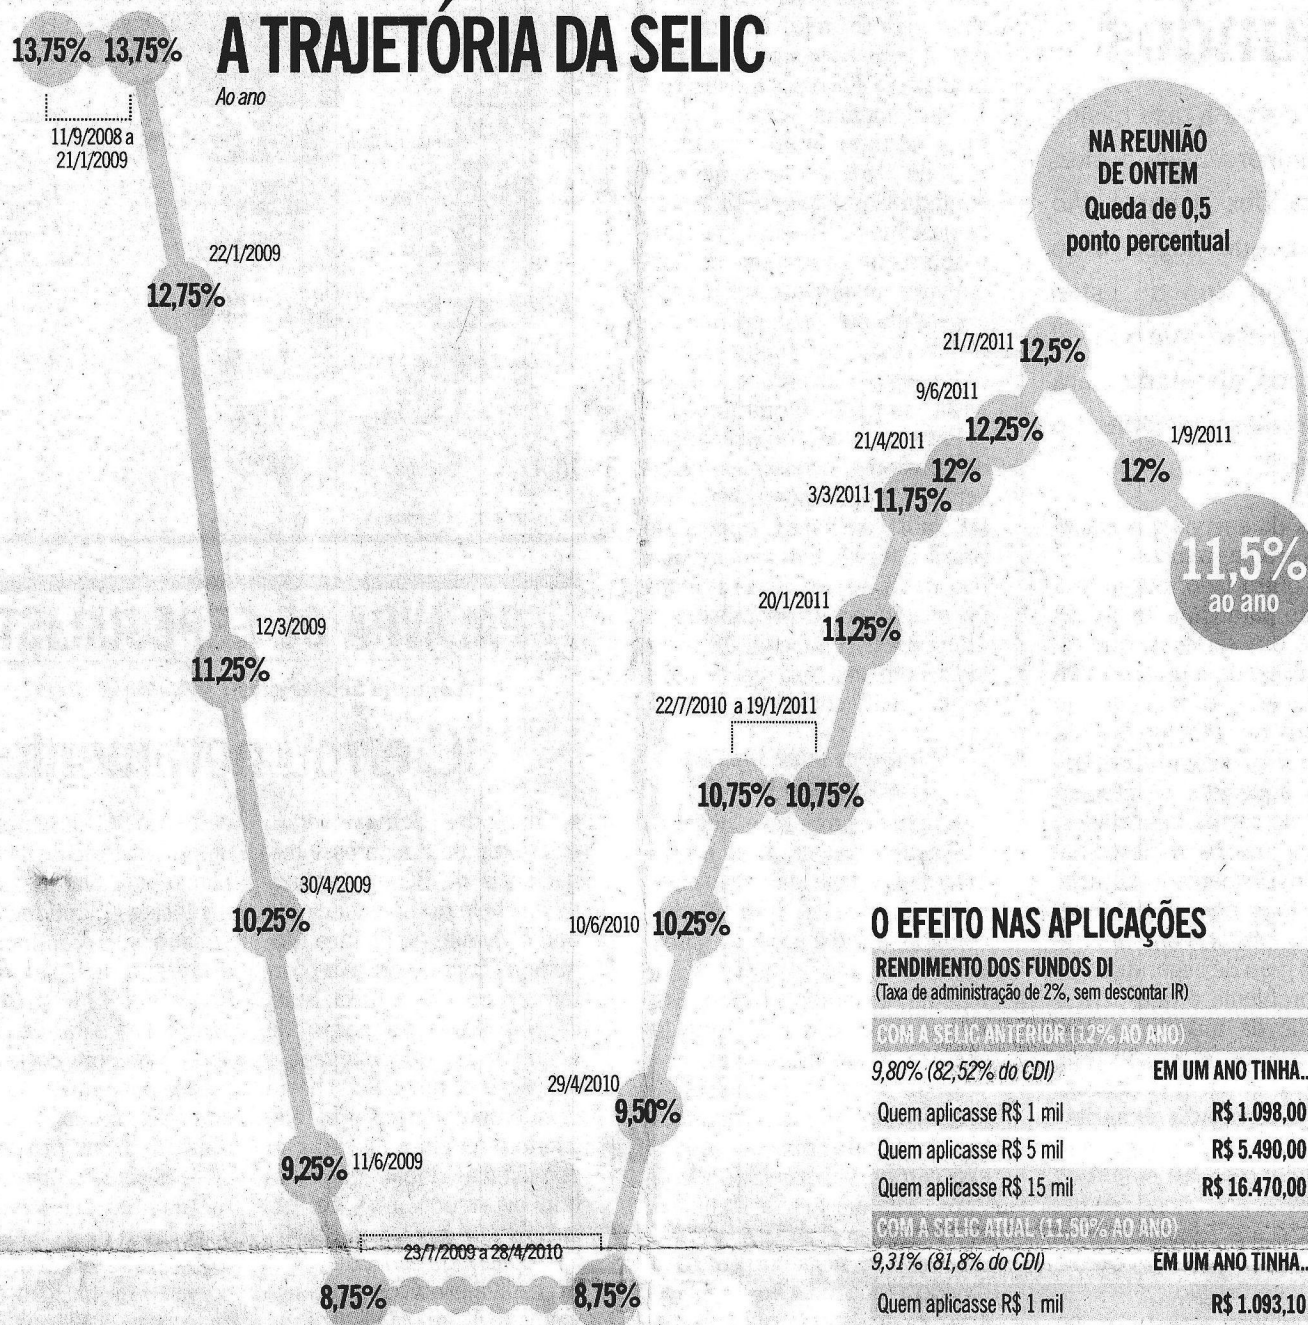 A TRAJETÓRIA DA SELIC
Ao ano
13,75% 13,75%
11/9/2008 a
21/1/2009
22/1/2009
12,75%
12/3/2009
11,25%
30/4/2009
10,25%
9,25% 11/6/2009
23/7/2009 a 28/4/2010
8,75% 8,75%
29/4/2010
9,50%
10/6/2010 10,25%
22/7/2010 a 19/1/2011
10,75% 10,75%
20/1/2011
11,25%
3/3/2011 11,75%
21/4/2011
12%
9/6/2011
12,25%
21/7/2011 12,5%
1/9/2011
12%
NA REUNIÃO
DE ONTEM
Queda de 0,5
ponto percentual
11,5%
ao ano
O EFEITO NAS APLICAÇÕES
RENDIMENTO DOS FUNDOS DI
(Taxa de administração de 2%, sem descontar IR)
COM A SELIC ANTERIOR (12% AO ANO)
9,80% (82,52% do CDI) EM UM ANO TINHA..
Quem aplicasse R$ 1 mil R$ 1.098,00
Quem aplicasse R$ 5 mil R$ 5.490,00
Quem aplicasse R$ 15 mil R$ 16.470,00
COM A SELIC ATUAL (11,50% AO ANO)
9,31% (81,8% do CDI) EM UM ANO TINHA..
Quem aplicasse R$ 1 mil R$ 1.093,10